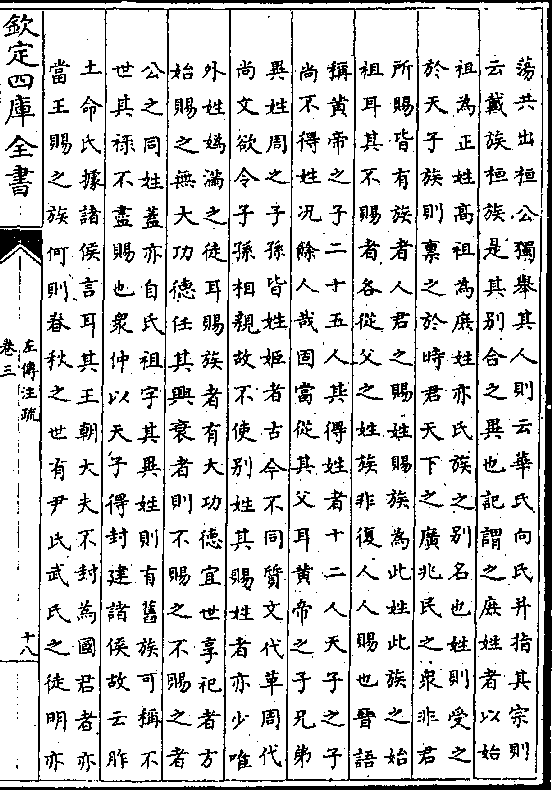 蕩共出桓公獨舉其人則云華氏向氏并指其宗則
云戴族桓族是其别合之異也記謂之庶姓者以始
祖為正姓髙祖為庶姓亦氏族之别名也姓則受之
於天子族則禀之於時君天下之廣兆民之衆非君
所賜皆有族者人君之賜姓賜族為此姓此族之始
祖耳其不賜者各從父之姓族非復人人賜也晉語
稱黄帝之子二十五人其得姓者十二人天子之子
尚不得姓况餘人哉固當從其父耳黄帝之子兄弟
異姓周之子孫皆姓姬者古今不同質文代革周代
尚文欲令子孫相親故不使别姓其賜姓者亦少唯
外姓媯滿之徒耳賜族者有大功德宜世享祀者方
始賜之無大功德任其興衰者則不賜之不賜之者
公之同姓蓋亦自氏祖字其異姓則有舊族可稱不
世其祿不盡賜也衆仲以天子得封建諸侯故云胙
土命氏據諸侯言耳其王朝大夫不封為國君者亦
當王賜之族何則春秋之世有尹氏武氏之徒明亦
欽定四庫全書
左傳注疏
卷三
十八